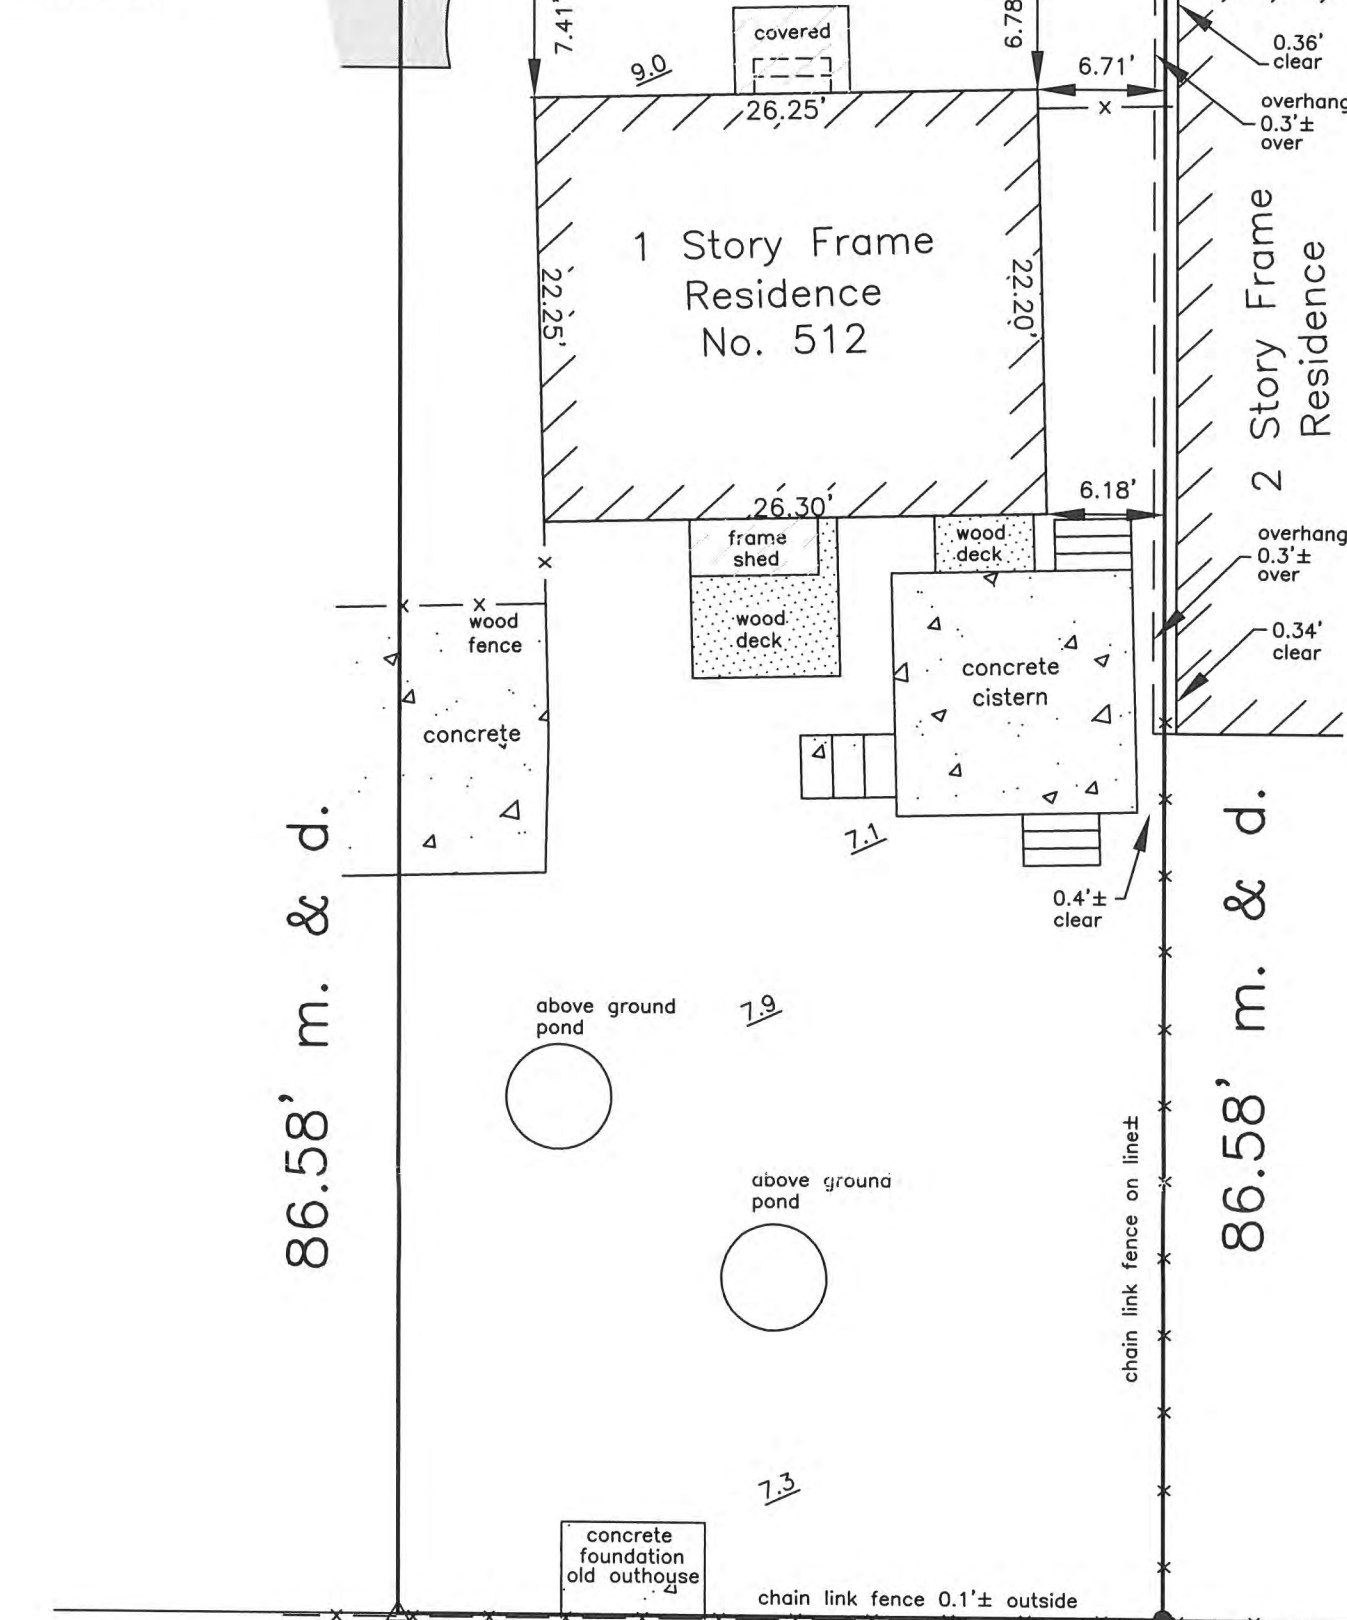 7.41'
covered
6.78
0.36'
clear
9.0
6.71'
x
26.25'
overhang
0.3'±
over
1 Story Frame
Residence
No. 512
22.25'
22.20'
2 Story Frame
Residence
26.30'
6.18'
frame
shed
wood
deck
wood
deck
overhang
0.3'±
over
wood
fence
0.34'
clear
concrete
concrete
cistern
7.1
0.4'±
clear
86.58' m. & d.
86.58' m. & d.
above ground
pond
7.9
above ground
pond
chain link fence on line±
7.3
concrete
foundation
old outhouse
chain link fence 0.1'± outside